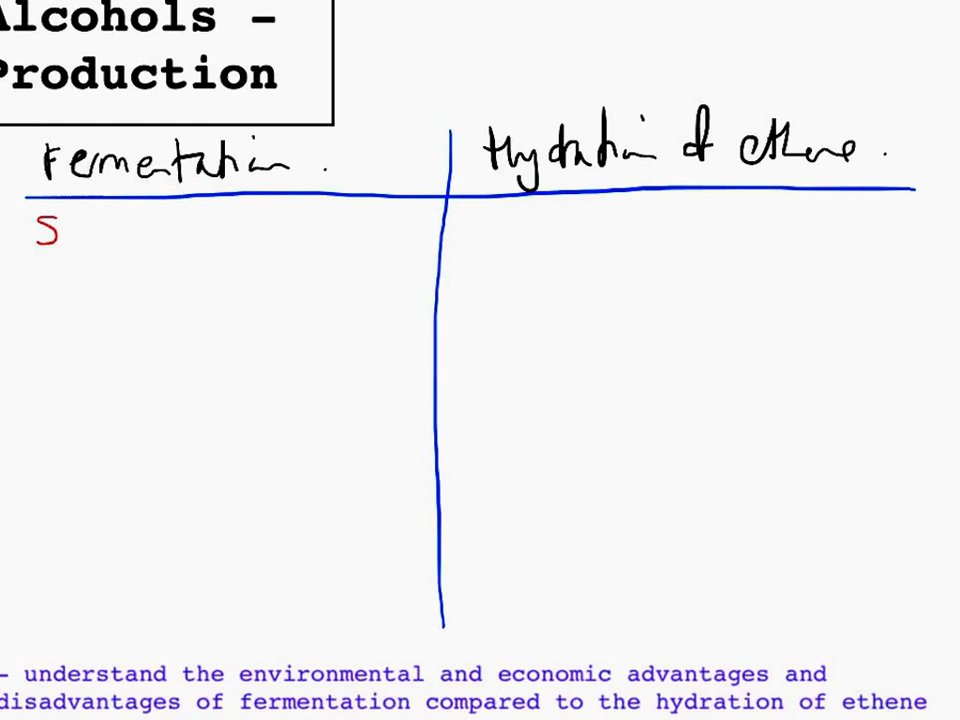 Alcohols -
Production
Fermentation.
Hydration of ethene.
S
- understand the environmental and economic advantages and
disadvantages of fermentation compared to the hydration of ethene